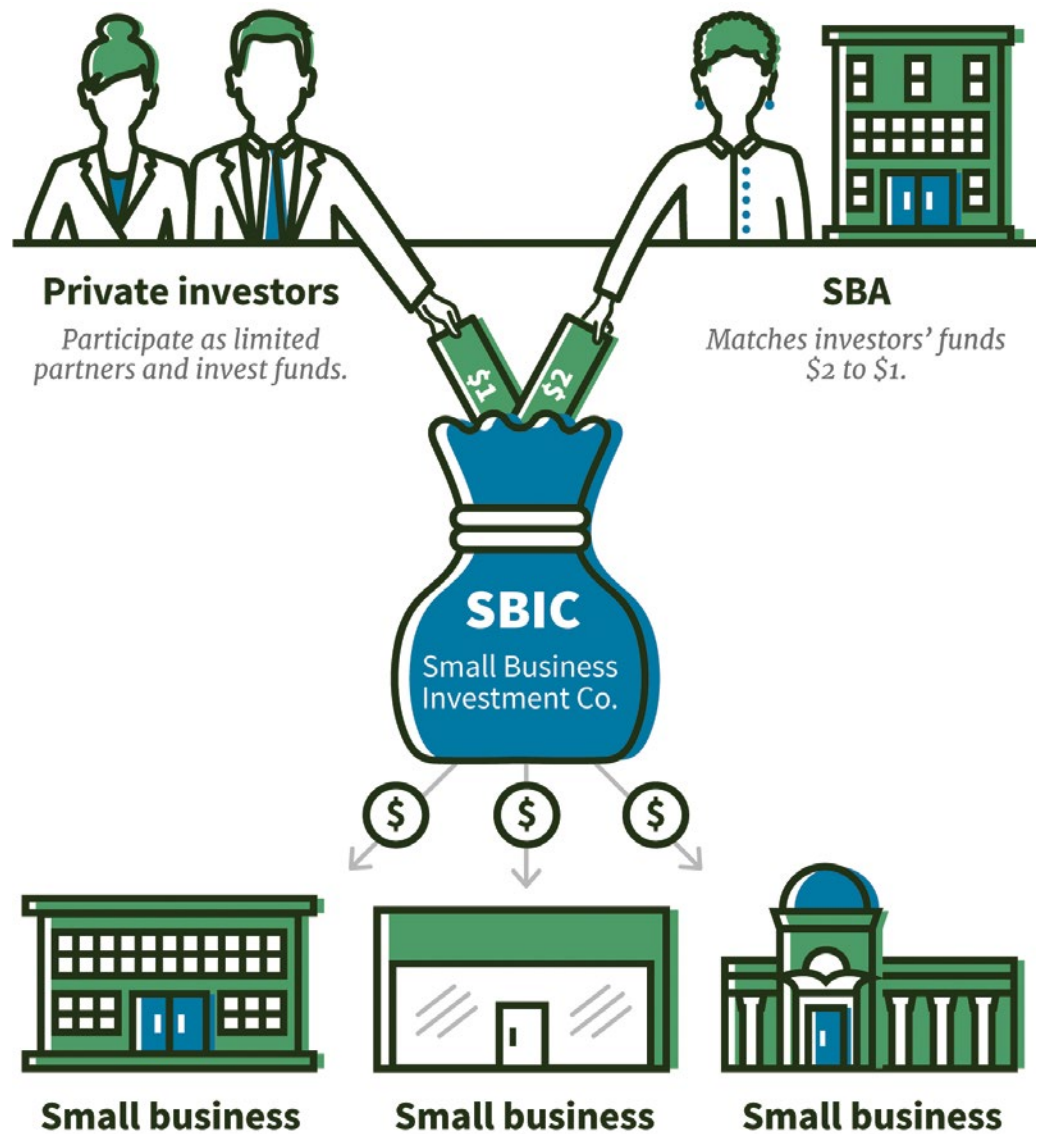 Private investors
Participate as limited
partners and invest funds.
SBA
Matches investors’ funds
$2 to $1.
$1
$2
SBIC
Small Business
Investment Co.
$
$
$
Small business
Small business
Small business